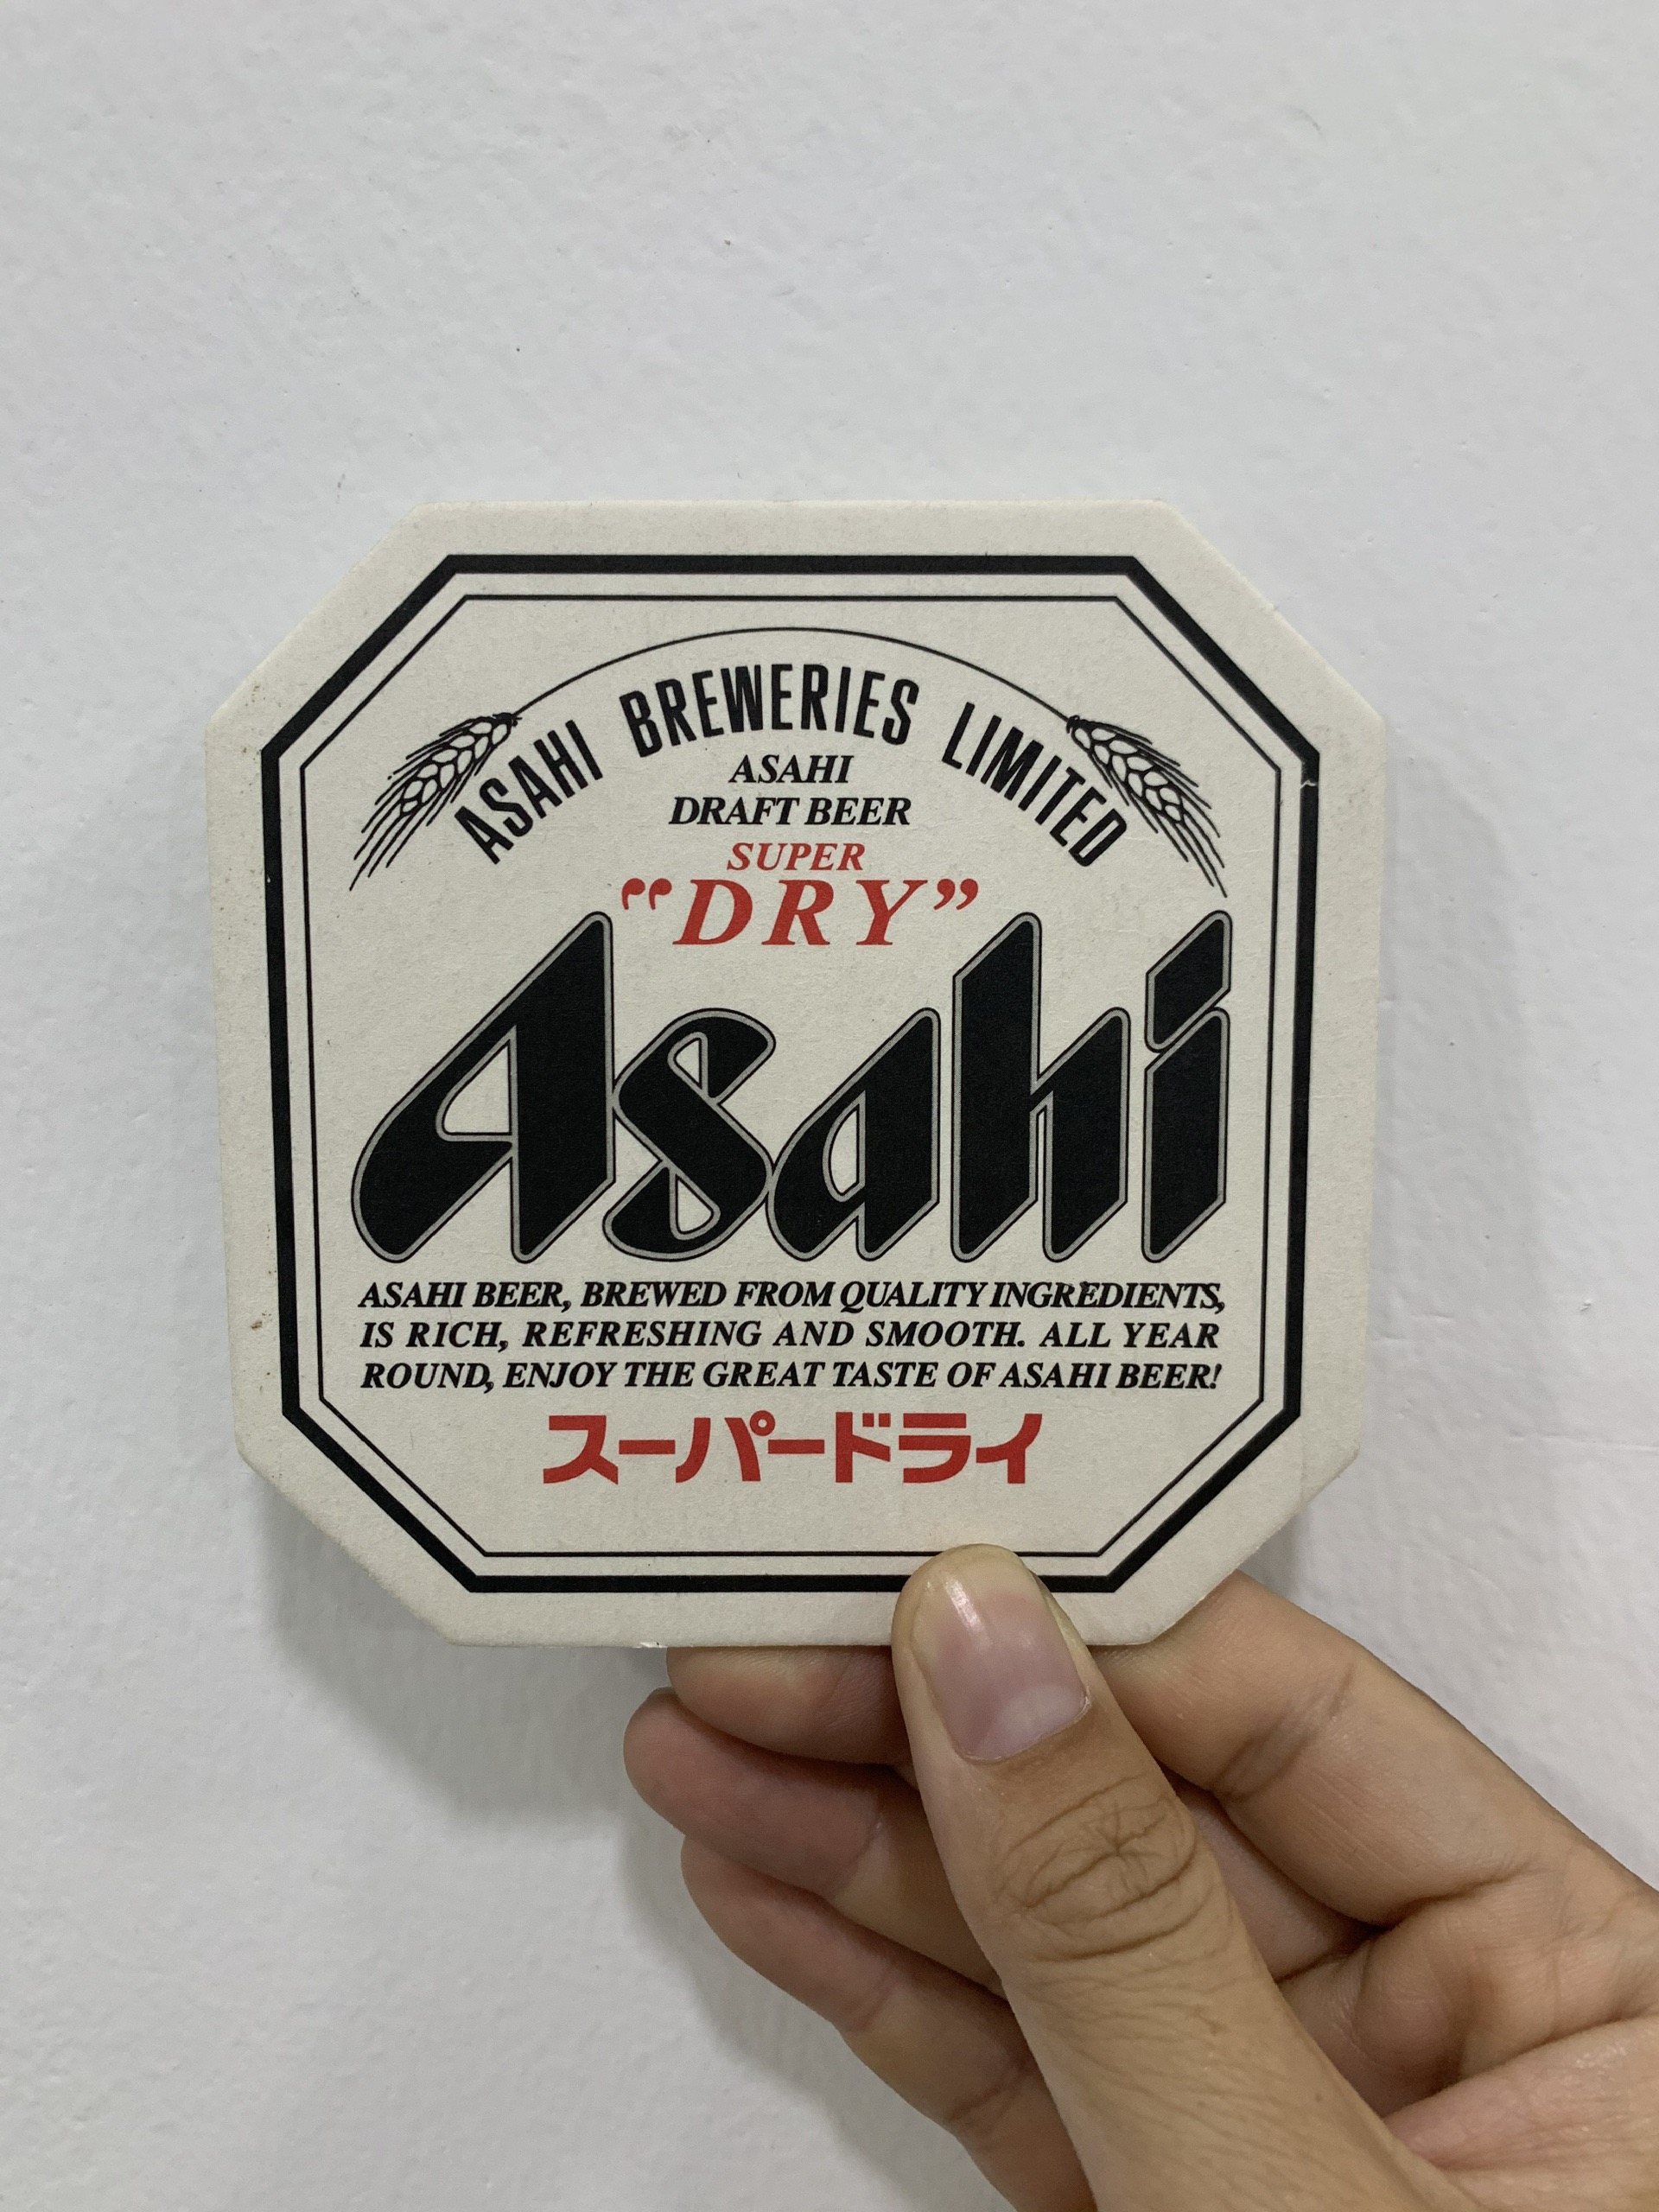 ASAHI BREWERIES LIMITED
ASAHI
DRAFT BEER
SUPER
“DRY”
Asahi
ASAHI BEER, BREWED FROM QUALITY INGREDIENTS,
IS RICH, REFRESHING AND SMOOTH. ALL YEAR
ROUND, ENJOY THE GREAT TASTE OF ASAHI BEER!
スーパードライ